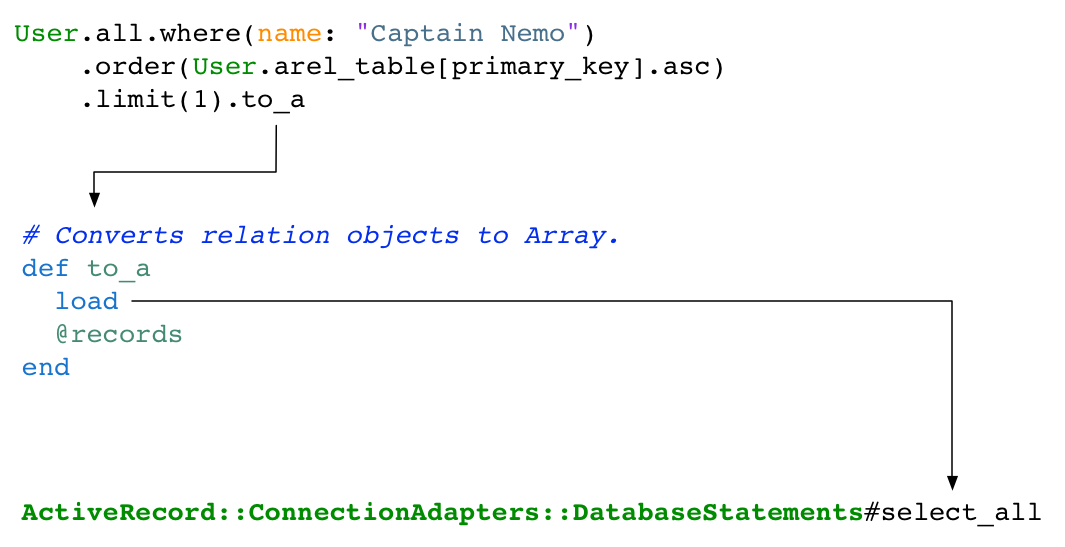 User.all.where(name: "Captain Nemo")
.order(User.arel_table[primary_key].asc)
.limit(1).to_a
# Converts relation objects to Array.
def to_a
load
@records
end
ActiveRecord::ConnectionAdapters::DatabaseStatements#select_all